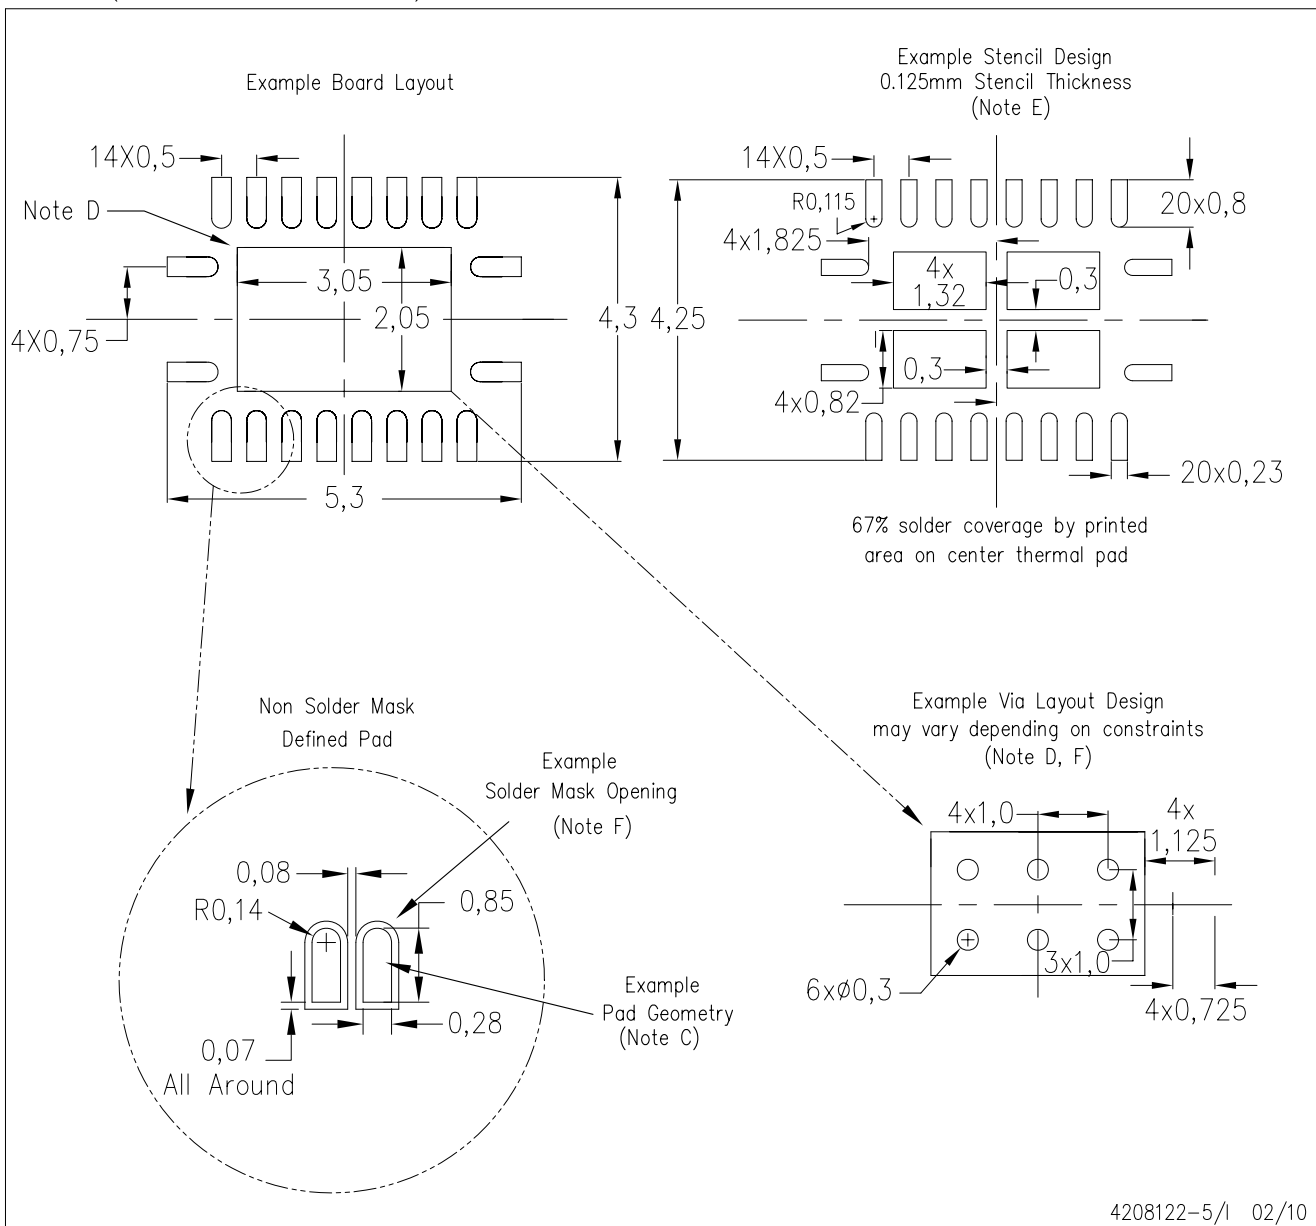 Example Board Layout
14X0,5
Note D
3,05
2,05
4,3
4X0,75
5,3
Example Stencil Design
0.125mm Stencil Thickness
(Note E)
14X0,5
R0,115
20x0,8
4x1,825
4x
1,32
0,3
4,25
0,3
4x0,82
20x0,23
67% solder coverage by printed
area on center thermal pad
Non Solder Mask
Defined Pad
Example
Solder Mask Opening
(Note F)
0,08
R0,14
0,85
Example
Pad Geometry
(Note C)
0,28
0,07
All Around
Example Via Layout Design
may vary depending on constraints
(Note D, F)
4x1,0
4x
1,125
3x1,0
6xø0,3
4x0,725
4208122-5/I 02/10